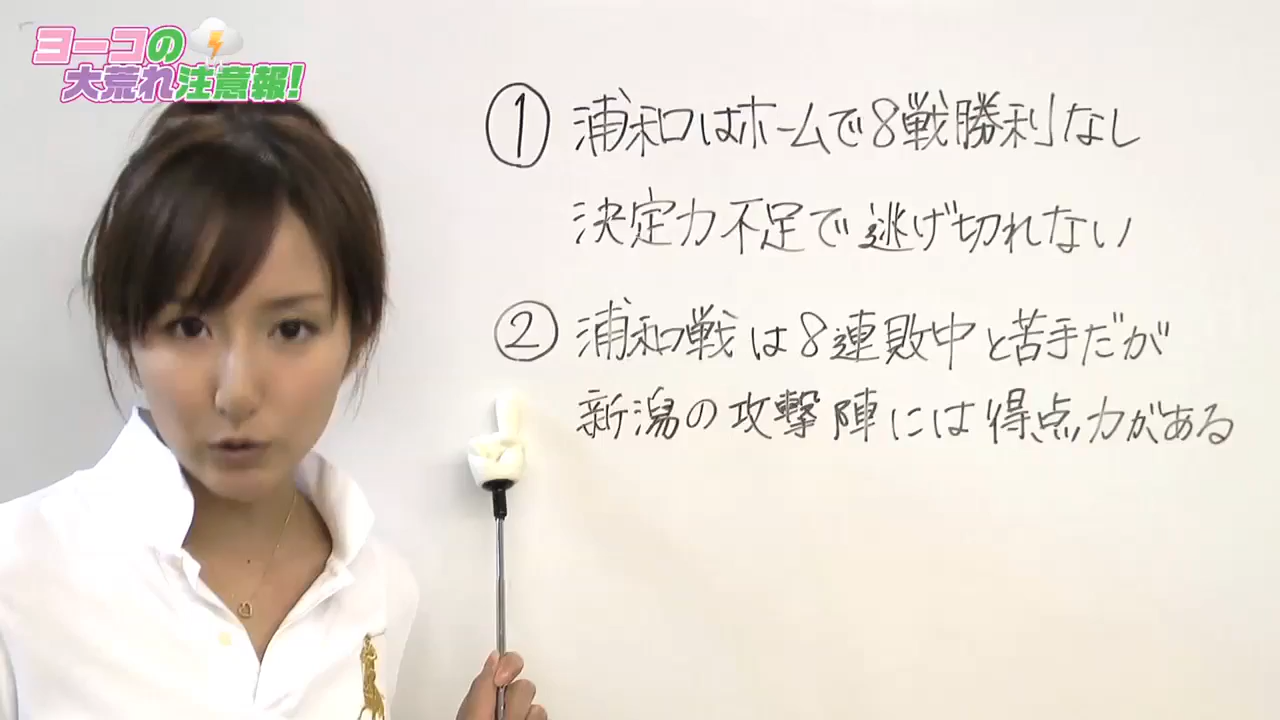 ヨーコの
大荒れ注意報!
① 浦和はホームで8戦勝利なし
決定力不足で逃げ切れない
② 浦和戦は8連敗中と苦手だが
新潟の攻撃陣には得点力がある